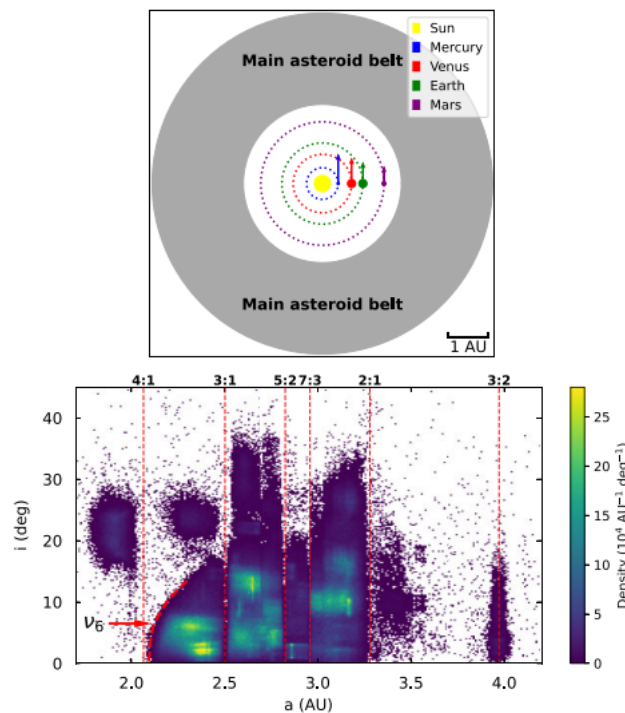 Main asteroid belt
Sun
Mercury
Venus
Earth
Mars
Main asteroid belt
1 AU
4:1
3:1
5:2
7:3
2:1
3:2
40
30
20
10
0
i (deg)
ν₆
2.0
2.5
3.0
3.5
4.0
a (AU)
25
20
15
10
5
0
Density (10⁴ AU⁻¹ deg⁻¹)